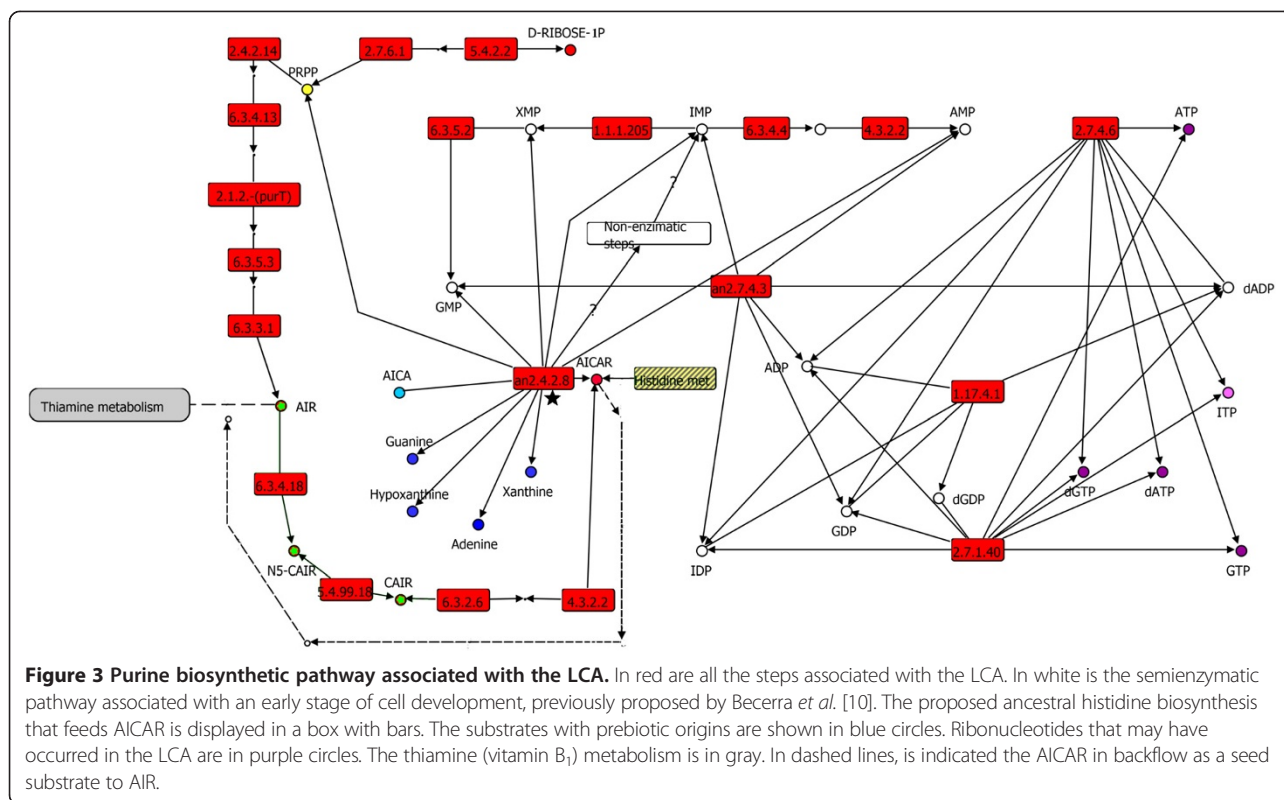 D-RIBOSE-1P
2.4.2.14
2.7.6.1
5.4.2.2
PRPP
6.3.4.13
XMP
IMP
AMP
ATP
6.3.5.2
1.1.1.205
6.3.4.4
4.3.2.2
2.7.4.6
2.1.2.-(purT)
?
Non-enzimatic
steps
6.3.5.3
an2.7.4.3
GMP
dADP
?
6.3.3.1
AICAR
ADP
AICA
an2.4.2.8
Histidine met
1.17.4.1
ITP
Thiamine metabolism
AIR
Guanine
6.3.4.18
Hypoxanthine
Xanthine
dGTP
dATP
dGDP
GDP
Adenine
N5-CAIR
IDP
2.7.1.40
GTP
5.4.99.18
CAIR
6.3.2.6
4.3.2.2
Figure 3 Purine biosynthetic pathway associated with the LCA. In red are all the steps associated with the LCA. In white is the semienzymatic
pathway associated with an early stage of cell development, previously proposed by Becerra et al. [10]. The proposed ancestral histidine biosynthesis
that feeds AICAR is displayed in a box with bars. The substrates with prebiotic origins are shown in blue circles. Ribonucleotides that may have
occurred in the LCA are in purple circles. The thiamine (vitamin B1) metabolism is in gray. In dashed lines, is indicated the AICAR in backflow as a seed
substrate to AIR.